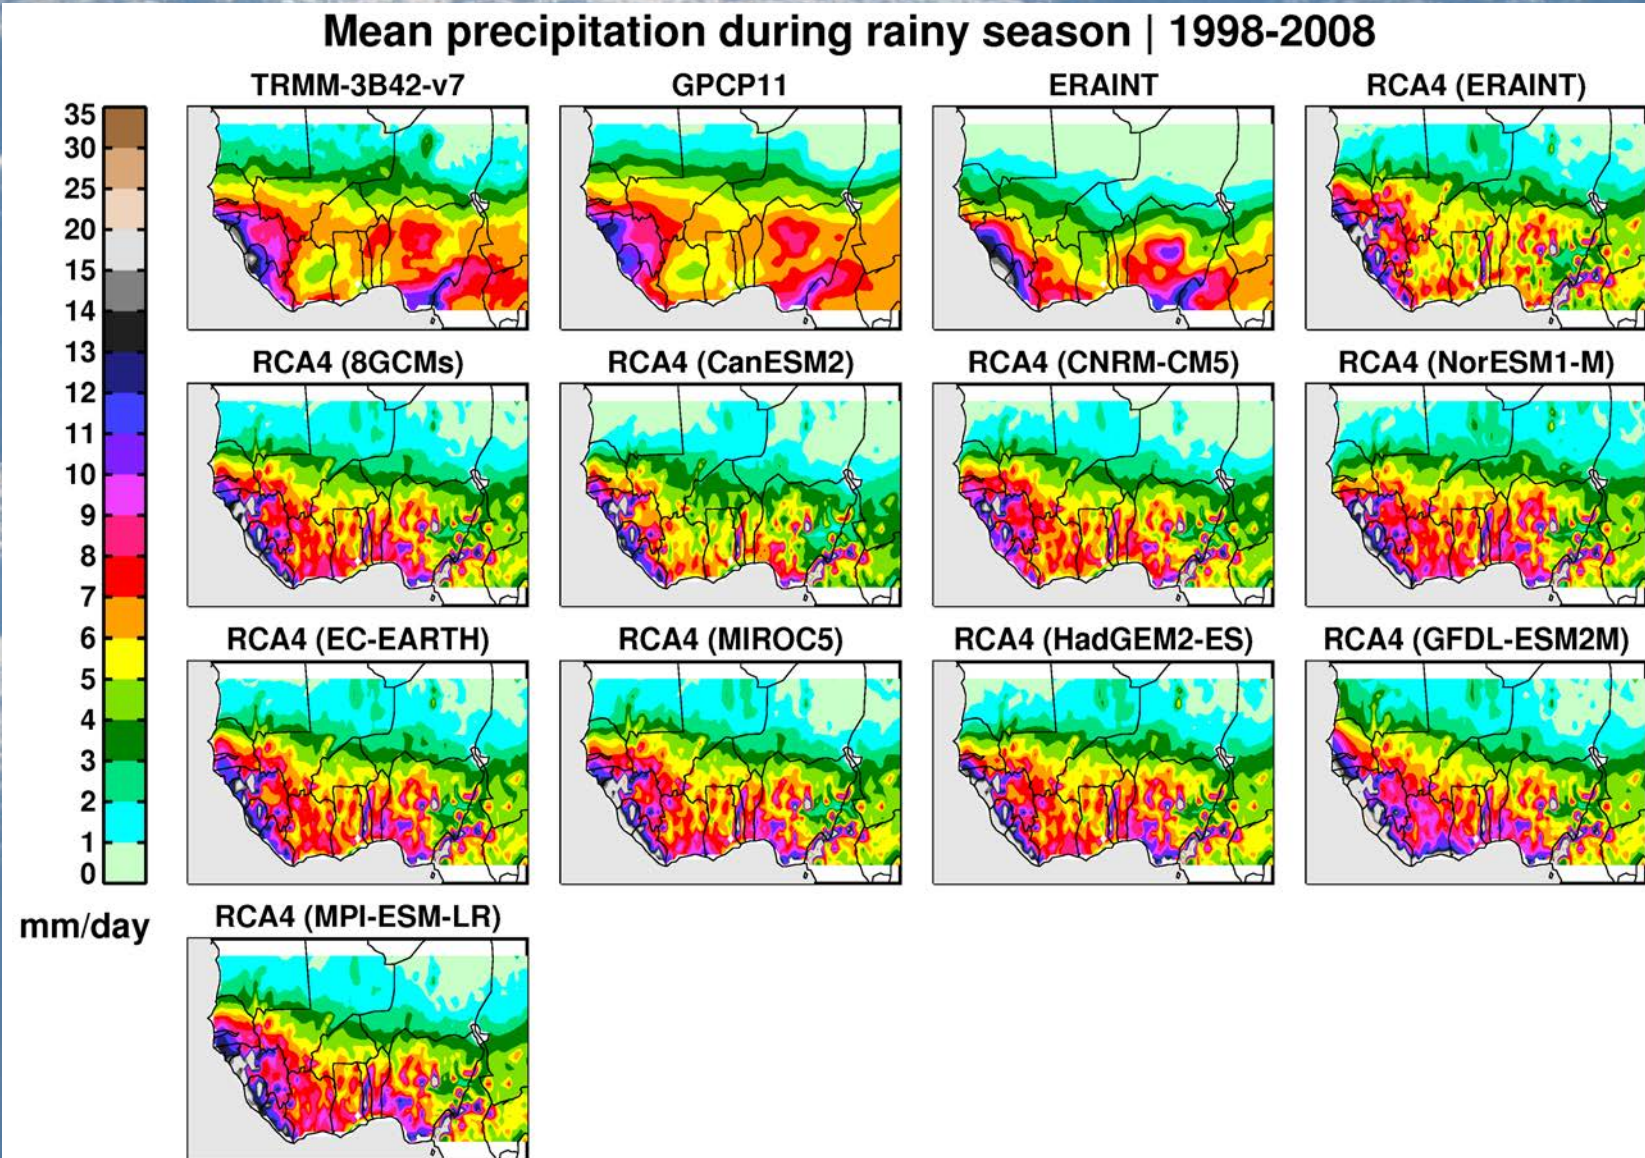 Mean precipitation during rainy season | 1998-2008
TRMM-3B42-v7
GPCP11
ERAINT
RCA4 (ERAINT)
35
30
25
20
15
14
13
12
11
10
9
8
7
6
5
4
3
2
1
0
mm/day
RCA4 (8GCMs)
RCA4 (CanESM2)
RCA4 (CNRM-CM5)
RCA4 (NorESM1-M)
RCA4 (EC-EARTH)
RCA4 (MIROC5)
RCA4 (HadGEM2-ES)
RCA4 (GFDL-ESM2M)
RCA4 (MPI-ESM-LR)